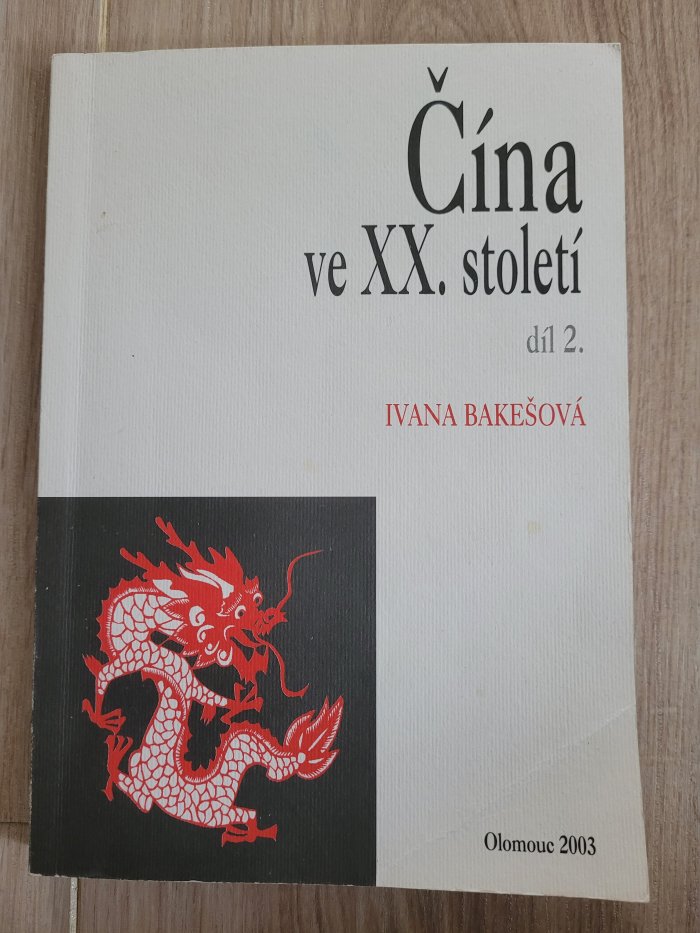 Čína
ve XX. století
díl 2.
IVANA BAKEŠOVÁ
Olomouc 2003